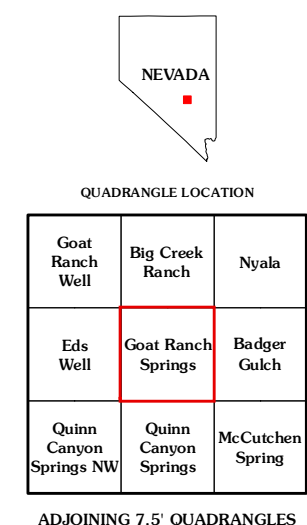 NEVADA
QUADRANGLE LOCATION
Goat
Ranch
Well
Big Creek
Ranch
Nyala
Eds
Well
Goat Ranch
Springs
Badger
Gulch
Quinn
Canyon
Springs NW
Quinn
Canyon
Springs
McCutchen
Spring
ADJOINING 7.5' QUADRANGLES